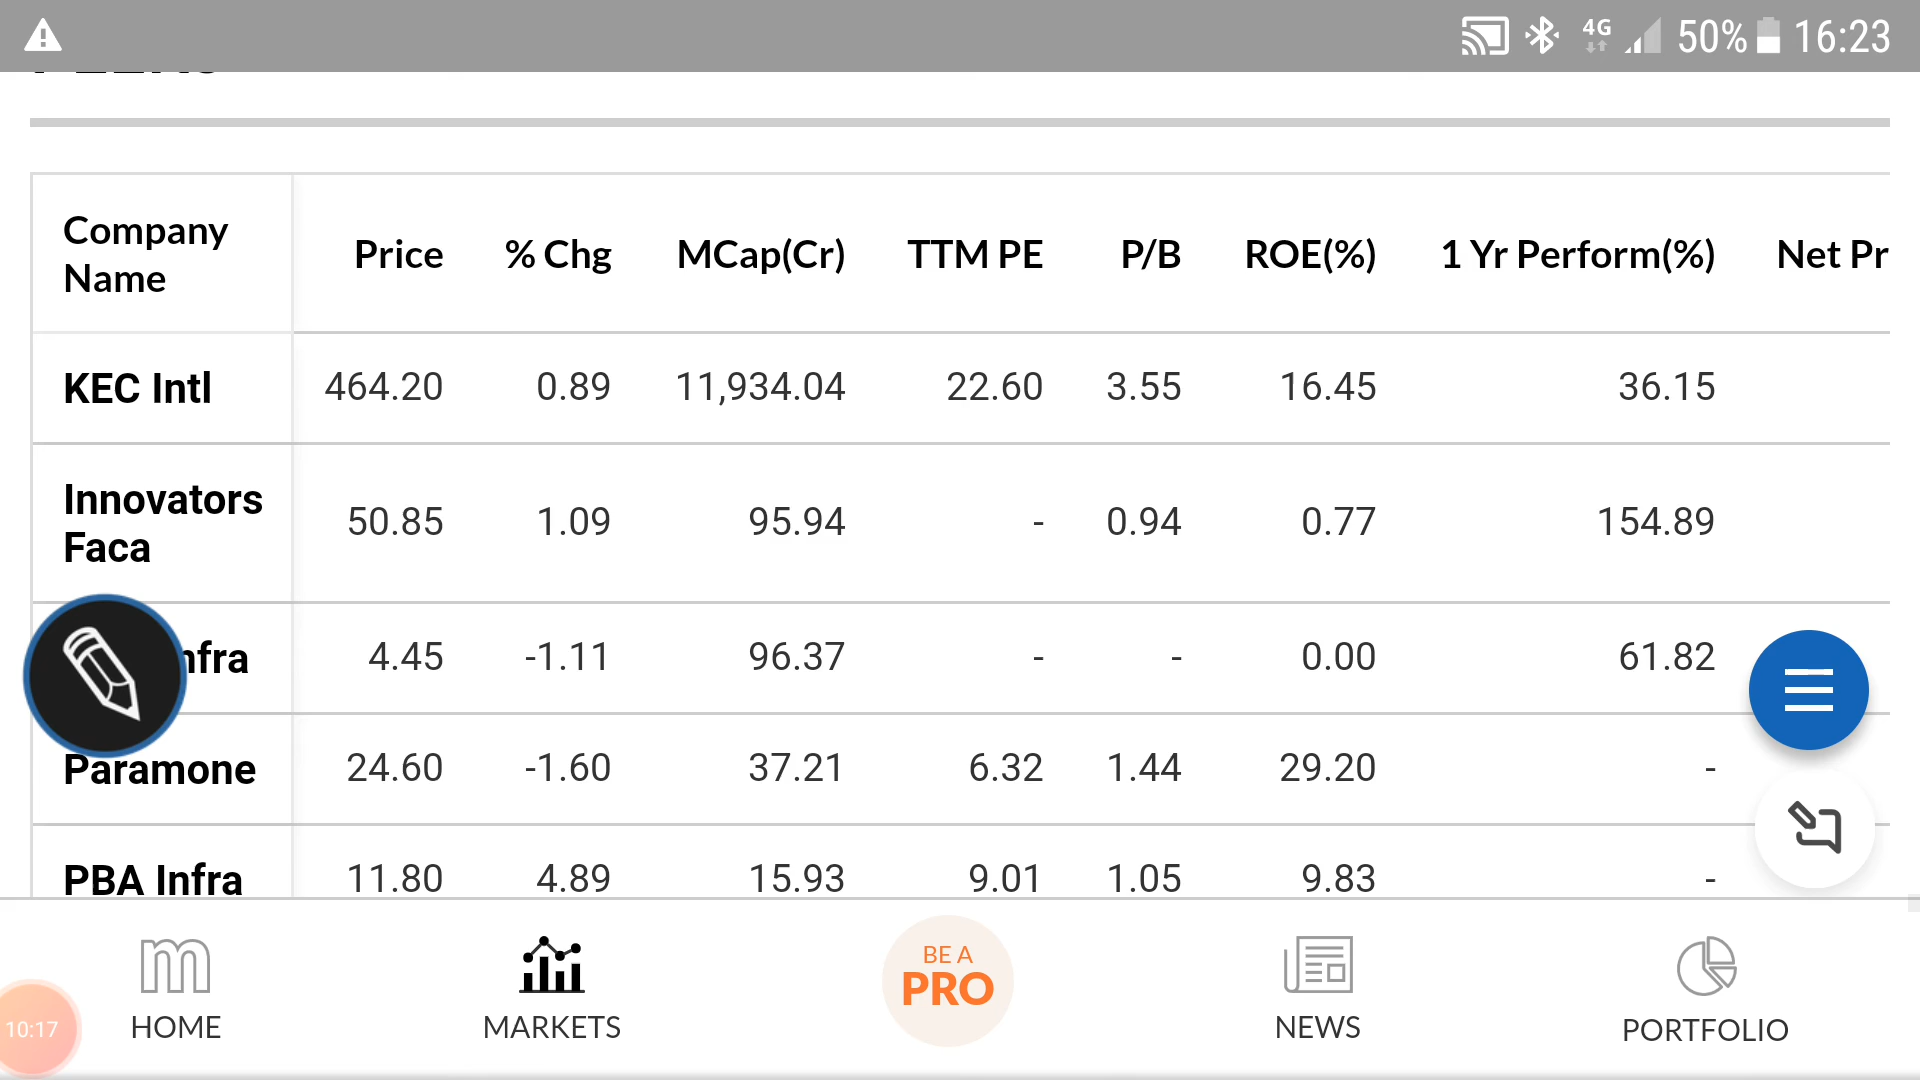 4G 50% 16:23
Company Name Price % Chg MCap(Cr) TTM PE P/B ROE(%) 1 Yr Perform(%) Net Pr
KEC Intl 464.20 0.89 11,934.04 22.60 3.55 16.45 36.15
Innovators Faca 50.85 1.09 95.94 - 0.94 0.77 154.89
nfra 4.45 -1.11 96.37 - - 0.00 61.82
Paramone 24.60 -1.60 37.21 6.32 1.44 29.20 -
PBA Infra 11.80 4.89 15.93 9.01 1.05 9.83 -
m BE A PRO
10:17 HOME MARKETS NEWS PORTFOLIO